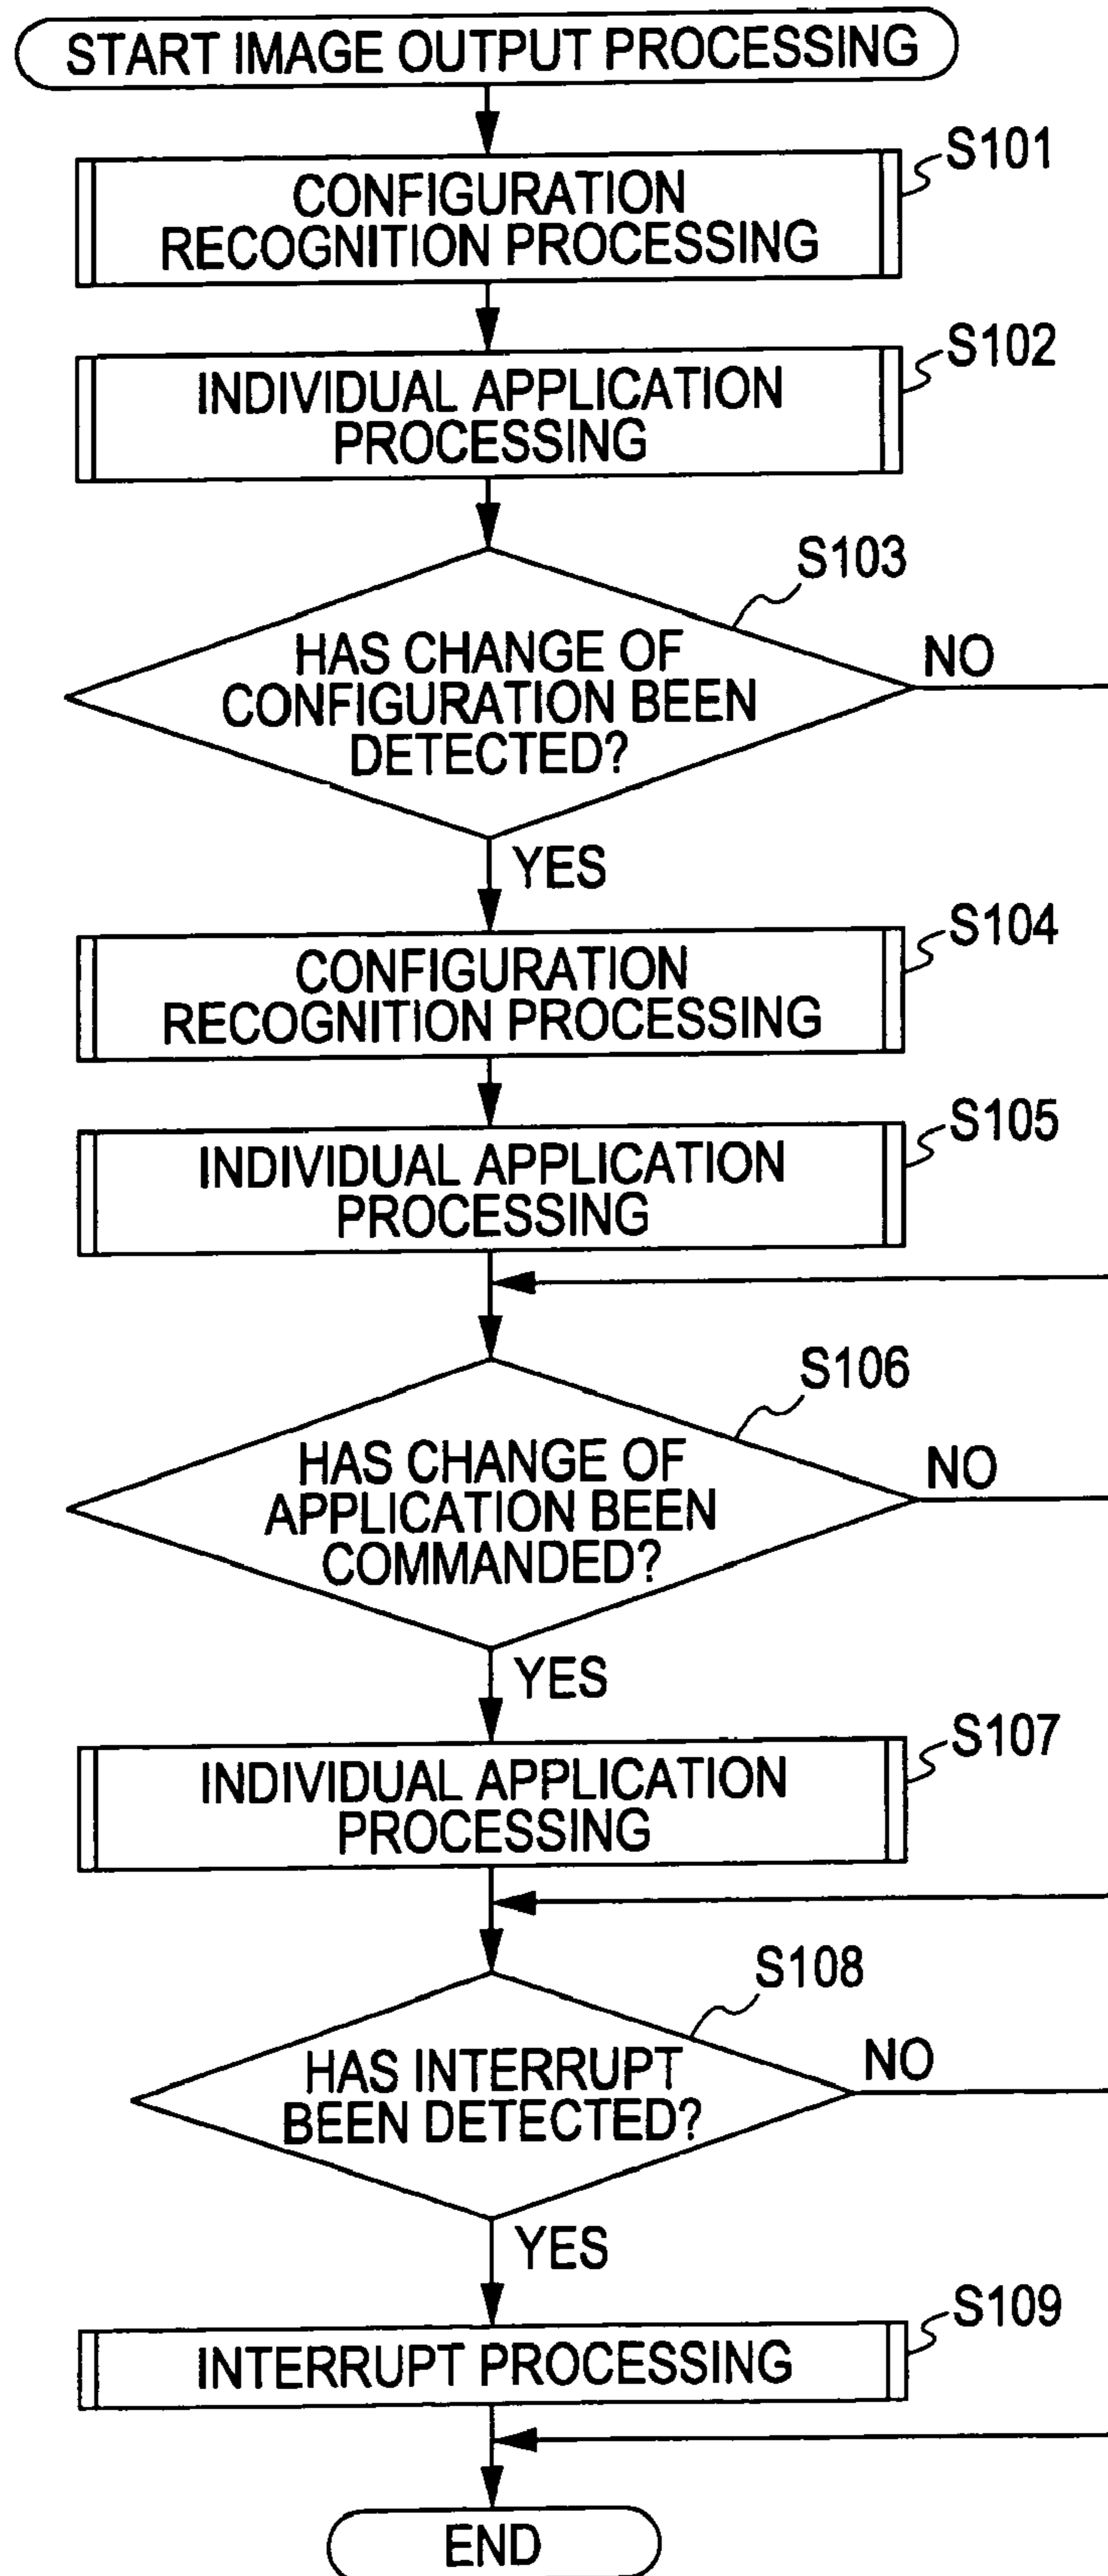 START IMAGE OUTPUT PROCESSING
S101
CONFIGURATION
RECOGNITION PROCESSING
S102
INDIVIDUAL APPLICATION
PROCESSING
S103
HAS CHANGE OF
CONFIGURATION BEEN
DETECTED?
NO
YES
S104
CONFIGURATION
RECOGNITION PROCESSING
S105
INDIVIDUAL APPLICATION
PROCESSING
S106
HAS CHANGE OF
APPLICATION BEEN
COMMANDED?
NO
YES
S107
INDIVIDUAL APPLICATION
PROCESSING
S108
HAS INTERRUPT
BEEN DETECTED?
NO
YES
S109
INTERRUPT PROCESSING
END